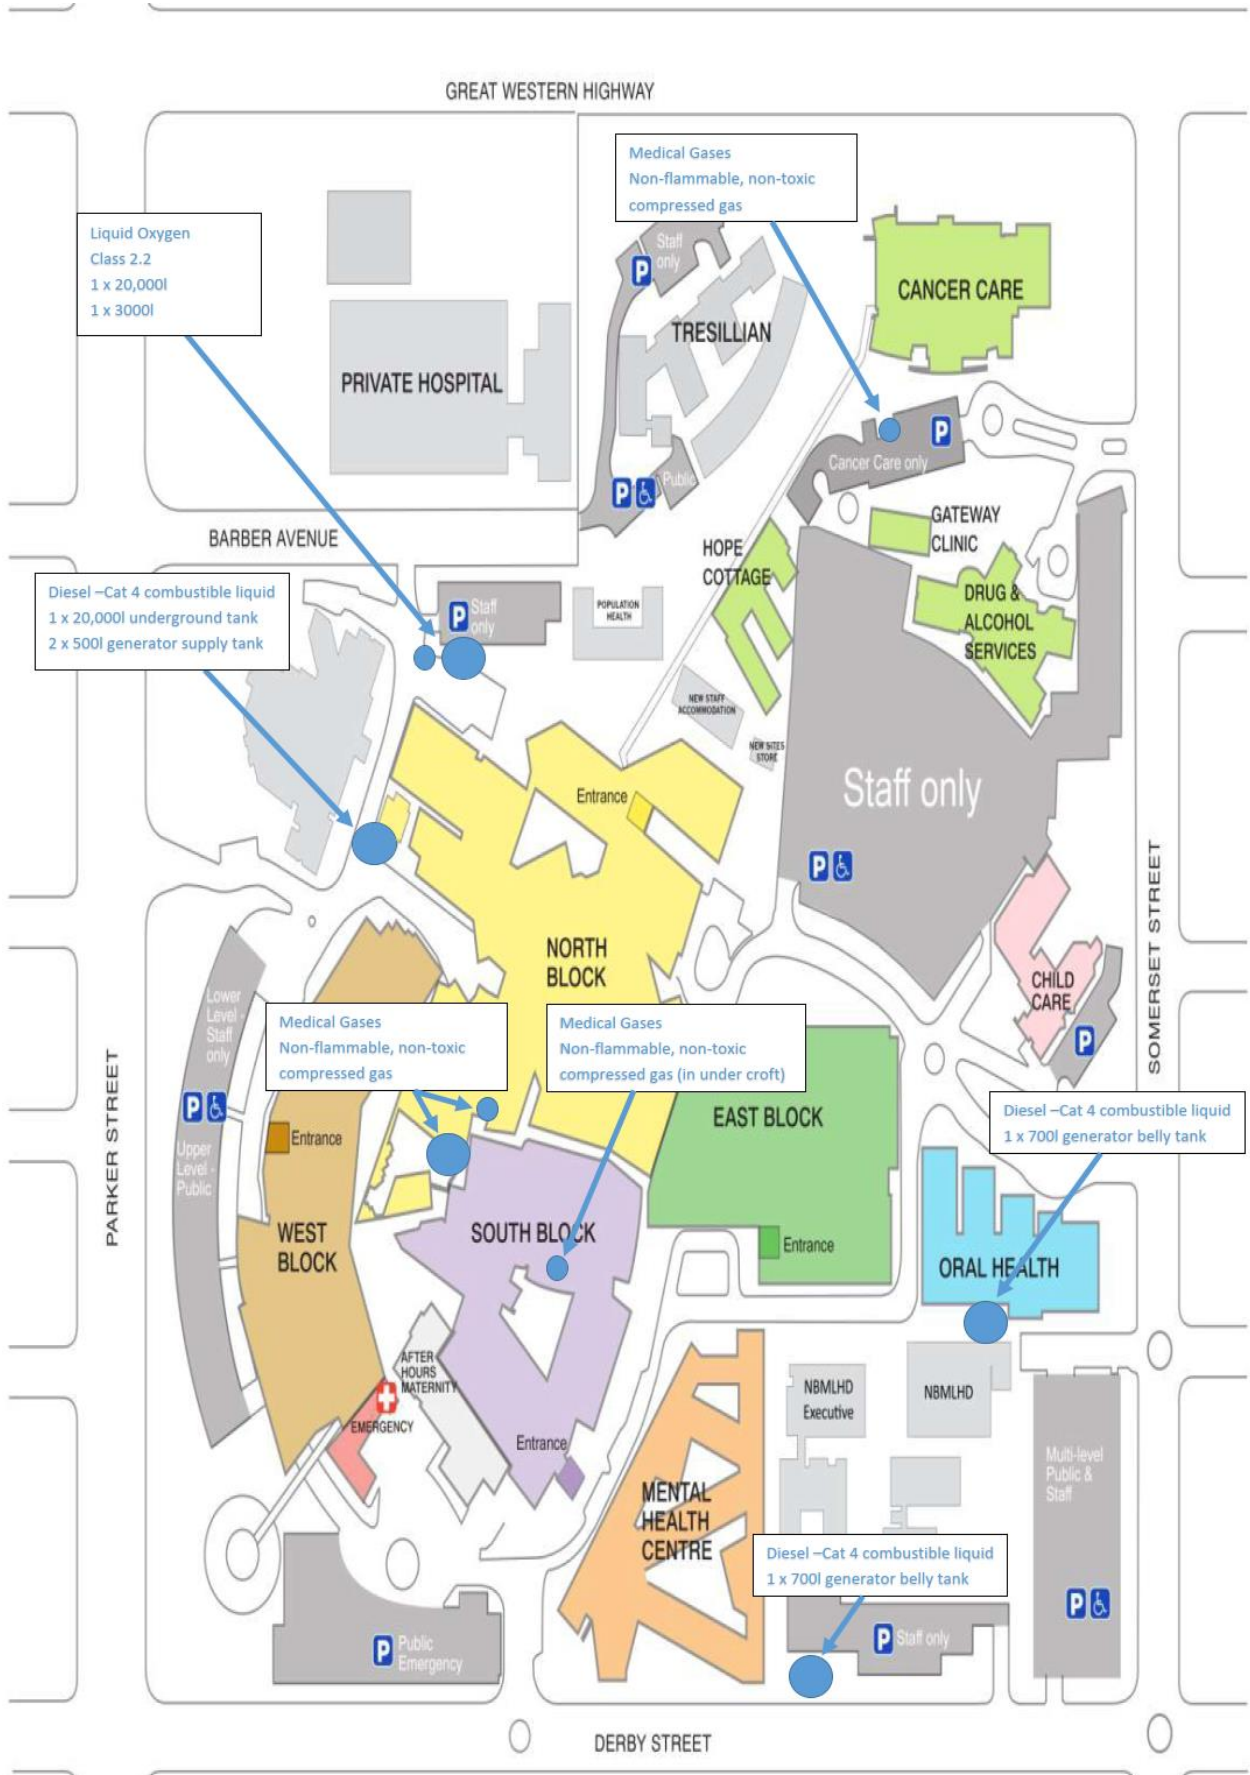 GREAT WESTERN HIGHWAY
Medical Gases
Non-flammable, non-toxic
compressed gas
Liquid Oxygen
Class 2.2
1 x 20,000l
1 x 3000l
P
Staff
only
CANCER CARE
TRESILLIAN
PRIVATE HOSPITAL
P
Cancer Care only
P
Public
BARBER AVENUE
GATEWAY
CLINIC
HOPE
COTTAGE
Diesel –Cat 4 combustible liquid
1 x 20,000l underground tank
2 x 500l generator supply tank
P
Staff
only
POPULATION
HEALTH
DRUG &
ALCOHOL
SERVICES
NEW STAFF
ACCOMMODATION
NEW SITES
STORE
Staff only
Entrance
P
SOMERSET STREET
NORTH
BLOCK
CHILD
CARE
P
Lower
Level -
Staff
only
P
Upper
Level -
Public
PARKER STREET
Medical Gases
Non-flammable, non-toxic
compressed gas
Medical Gases
Non-flammable, non-toxic
compressed gas (in under croft)
EAST BLOCK
Diesel –Cat 4 combustible liquid
1 x 700l generator belly tank
Entrance
WEST
BLOCK
SOUTH BLOCK
Entrance
ORAL HEALTH
AFTER
HOURS
MATERNITY
EMERGENCY
Entrance
NBMLHD
Executive
NBMLHD
Multi-level
Public &
Staff
MENTAL
HEALTH
CENTRE
Diesel –Cat 4 combustible liquid
1 x 700l generator belly tank
P
P
Staff only
P
Public
Emergency
DERBY STREET